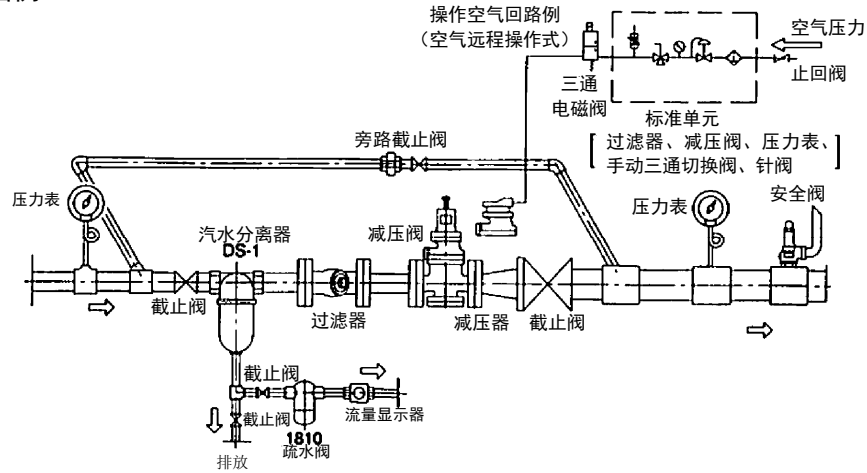 操作空气回路例
(空气远程操作式)
空气压力
止回阀
三通
电磁阀
标准单元
过滤器、减压阀、压力表、
手动三通切换阀、针阀
旁路截止阀
压力表
汽水分离器
DS-1
减压阀
压力表
安全阀
截止阀
过滤器
减压器
截止阀
截止阀
截止阀
流量显示器
1810
疏水阀
排放